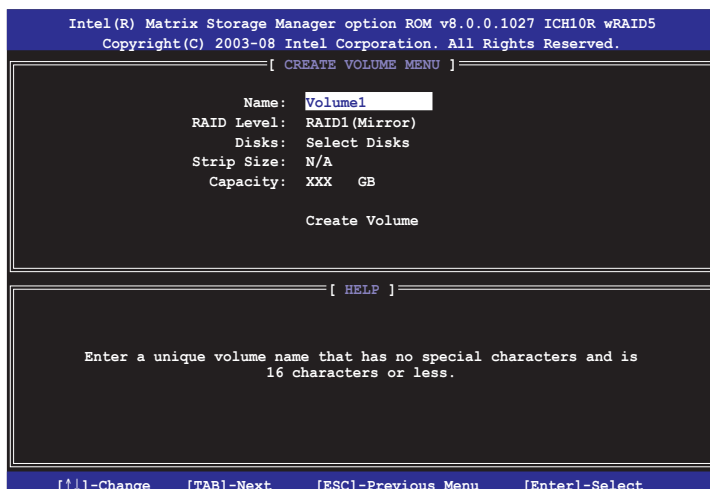 Intel(R) Matrix Storage Manager option ROM v8.0.0.1027 ICH10R wRAID5
Copyright(C) 2003-08 Intel Corporation. All Rights Reserved.
[ CREATE VOLUME MENU ]
Name: Volume1
RAID Level: RAID1(Mirror)
Disks: Select Disks
Strip Size: N/A
Capacity: XXX GB
Create Volume
[ HELP ]
Enter a unique volume name that has no special characters and is
16 characters or less.
[↑↓]-Change [TAB]-Next [ESC]-Previous Menu [Enter]-Select